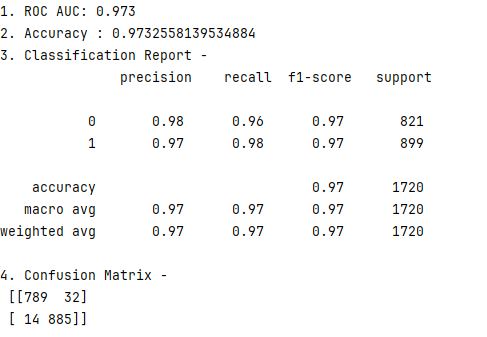 1. ROC AUC: 0.973
2. Accuracy : 0.9732558139534884
3. Classification Report -
precision recall f1-score support
0 0.98 0.96 0.97 821
1 0.97 0.98 0.97 899
accuracy 0.97 1720
macro avg 0.97 0.97 0.97 1720
weighted avg 0.97 0.97 0.97 1720
4. Confusion Matrix -
[[789 32]
[ 14 885]]